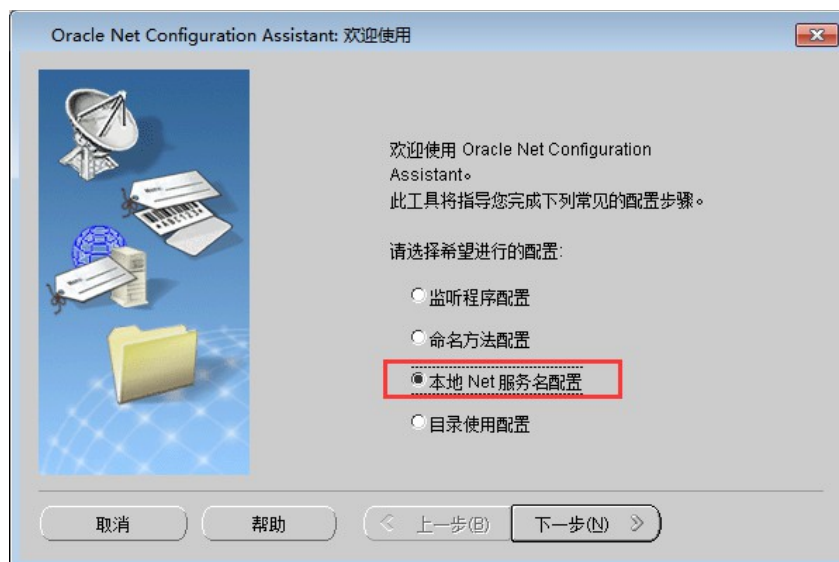 Oracle Net Configuration Assistant: 欢迎使用
欢迎使用 Oracle Net Configuration
Assistant。
此工具将指导您完成下列常见的配置步骤。
请选择希望进行的配置:
监听程序配置
命名方法配置
本地 Net 服务名配置
目录使用配置
取消
帮助
上一步(B)
下一步(N)